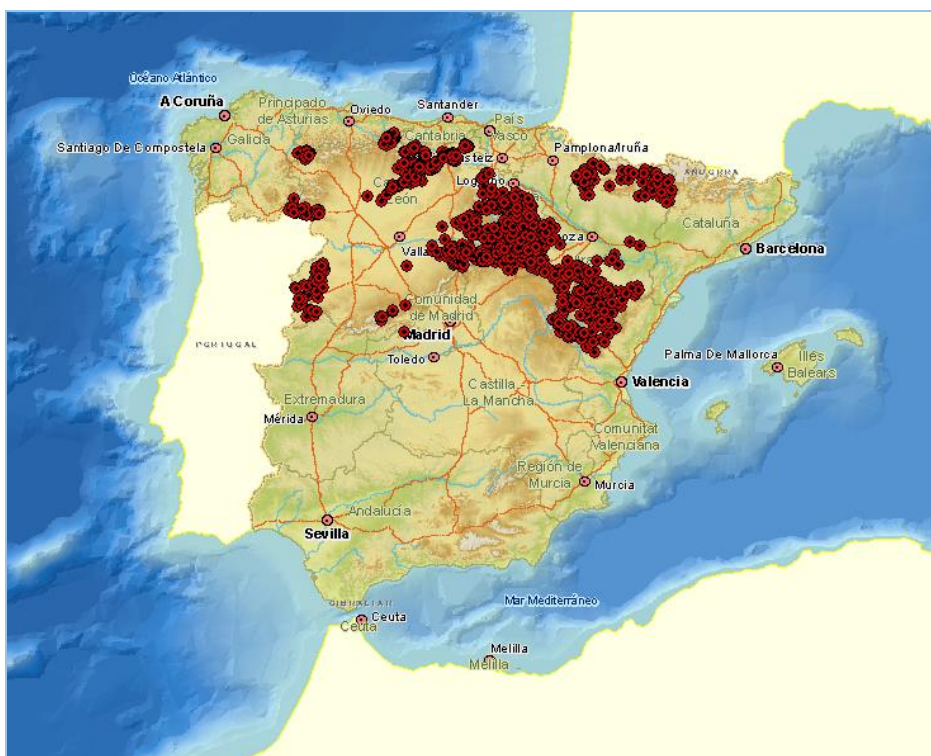 Océano Atlántico
A Coruña
Principado
de Asturias
Oviedo
Santander
Cantabria
País
Vasco
Galicia
Santiago De Compostela
Pamplona/Iruña
León
Cataluña
Barcelona
Comunidad
de Madrid
Madrid
PORTUGAL
Toledo
Palma De Mallorca
Illes
Balears
Valencia
Castilla
La Mancha
Extremadura
Mérida
Comunitat
Valenciana
Región de
Murcia
Murcia
Andalucía
Sevilla
GIBRALTAR
Mar Mediterráneo
Ceuta
Ceuta
Melilla
Melilla